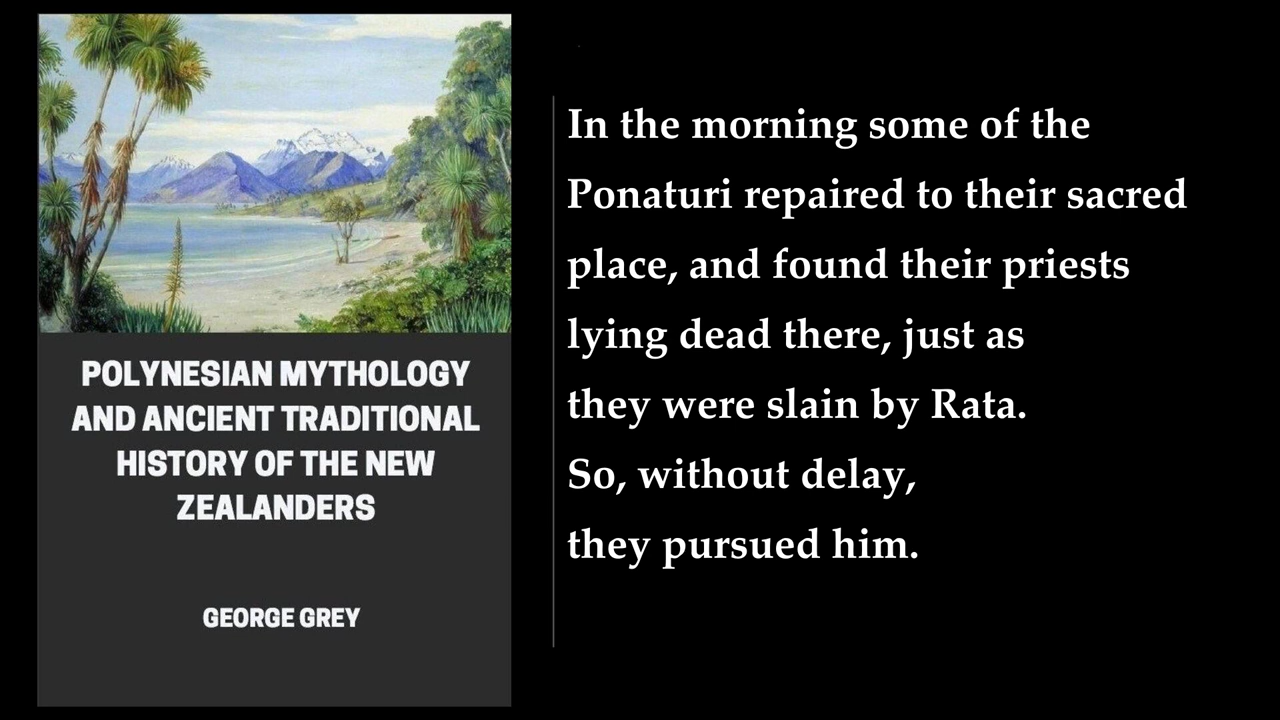 POLYNESIAN MYTHOLOGY
AND ANCIENT TRADITIONAL
HISTORY OF THE NEW
ZEALANDERS
GEORGE GREY
In the morning some of the
Ponaturi repaired to their sacred
place, and found their priests
lying dead there, just as
they were slain by Rata.
So, without delay,
they pursued him.